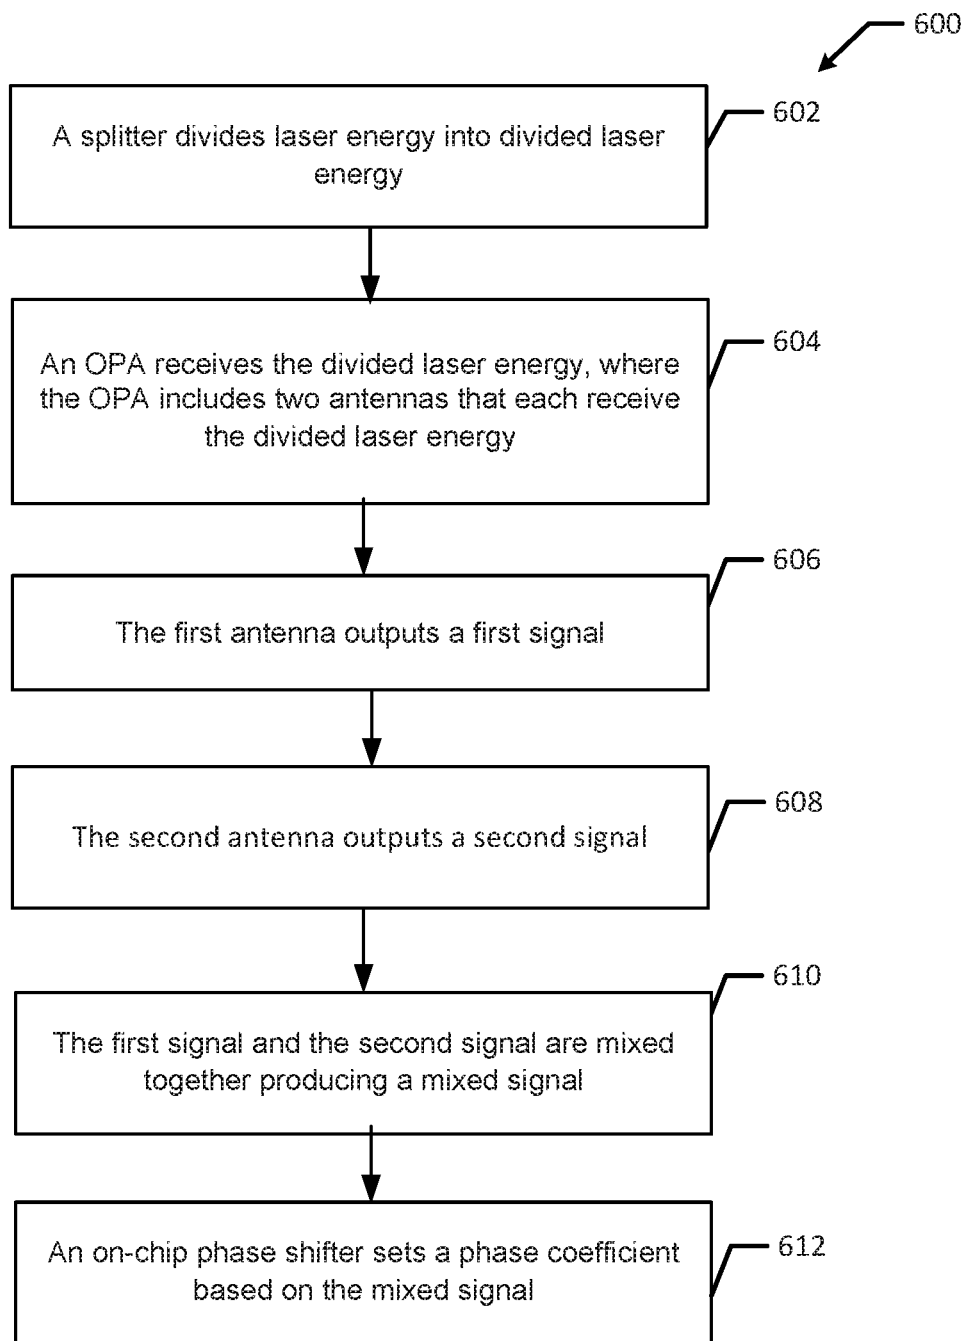 600
602
A splitter divides laser energy into divided laser
energy
604
An OPA receives the divided laser energy, where
the OPA includes two antennas that each receive
the divided laser energy
606
The first antenna outputs a first signal
608
The second antenna outputs a second signal
610
The first signal and the second signal are mixed
together producing a mixed signal
612
An on-chip phase shifter sets a phase coefficient
based on the mixed signal